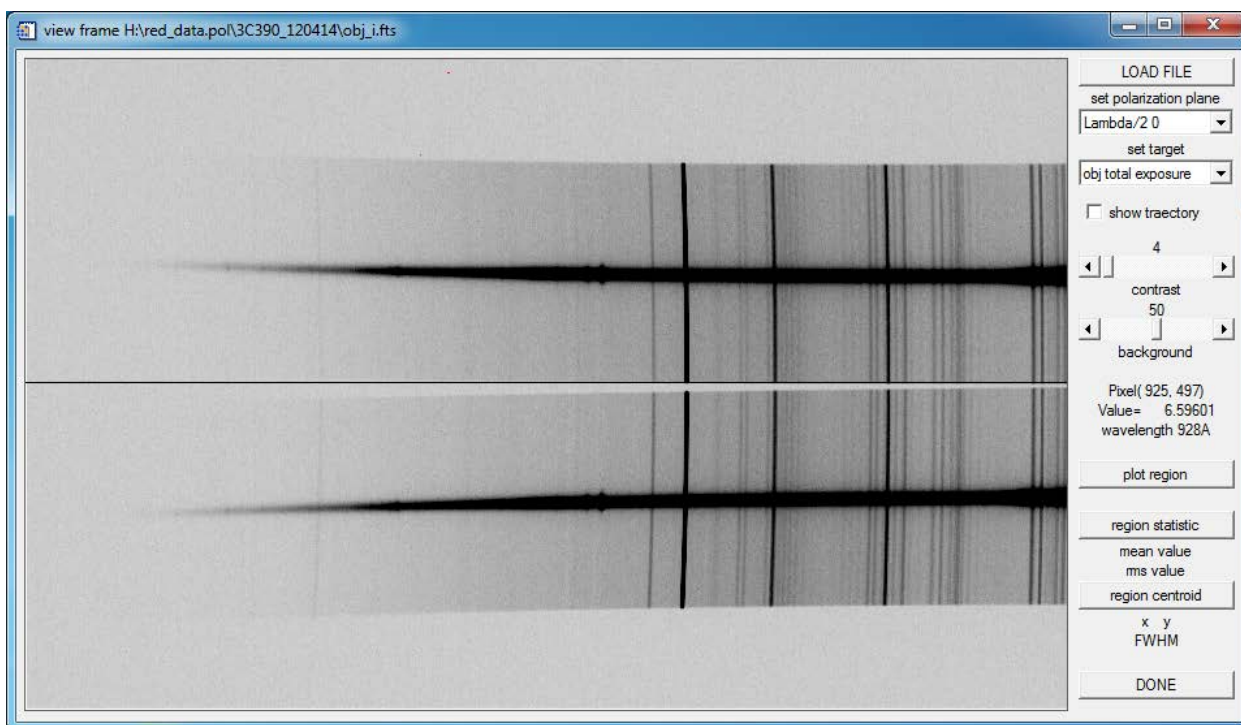 view frame H:\red_data.pol\3C390_120414\obj_i.fts
LOAD FILE
set polarization plane
Lambda/2 0
set target
obj total exposure
show traectory
4
contrast
50
background
Pixel( 925, 497)
Value= 6.59601
wavelength 928A
plot region
region statistic
mean value
rms value
region centroid
x y
FWHM
DONE